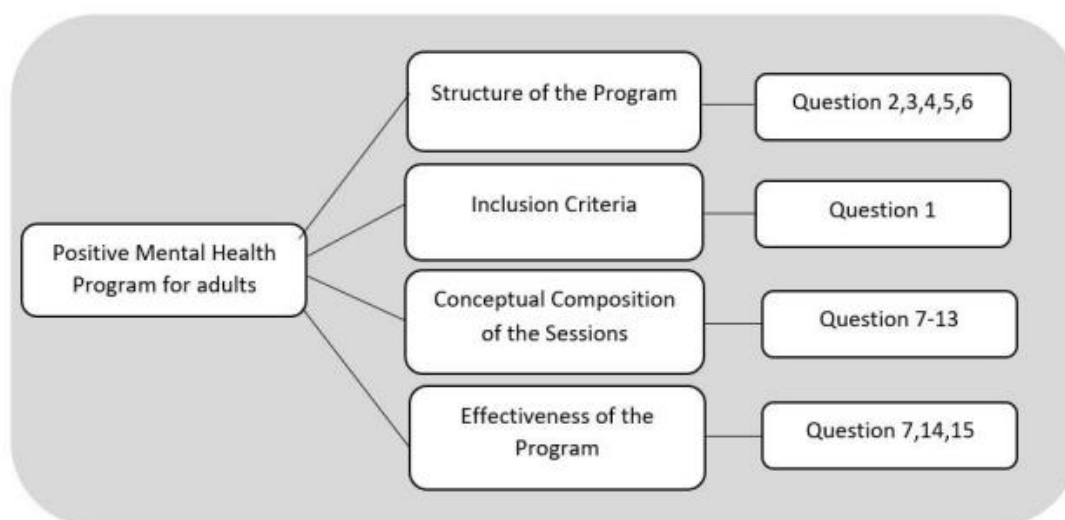 Structure of the Program
Question 2,3,4,5,6
Inclusion Criteria
Question 1
Positive Mental Health
Program for adults
Conceptual Composition
of the Sessions
Question 7-13
Effectiveness of the
Program
Question 7,14,15